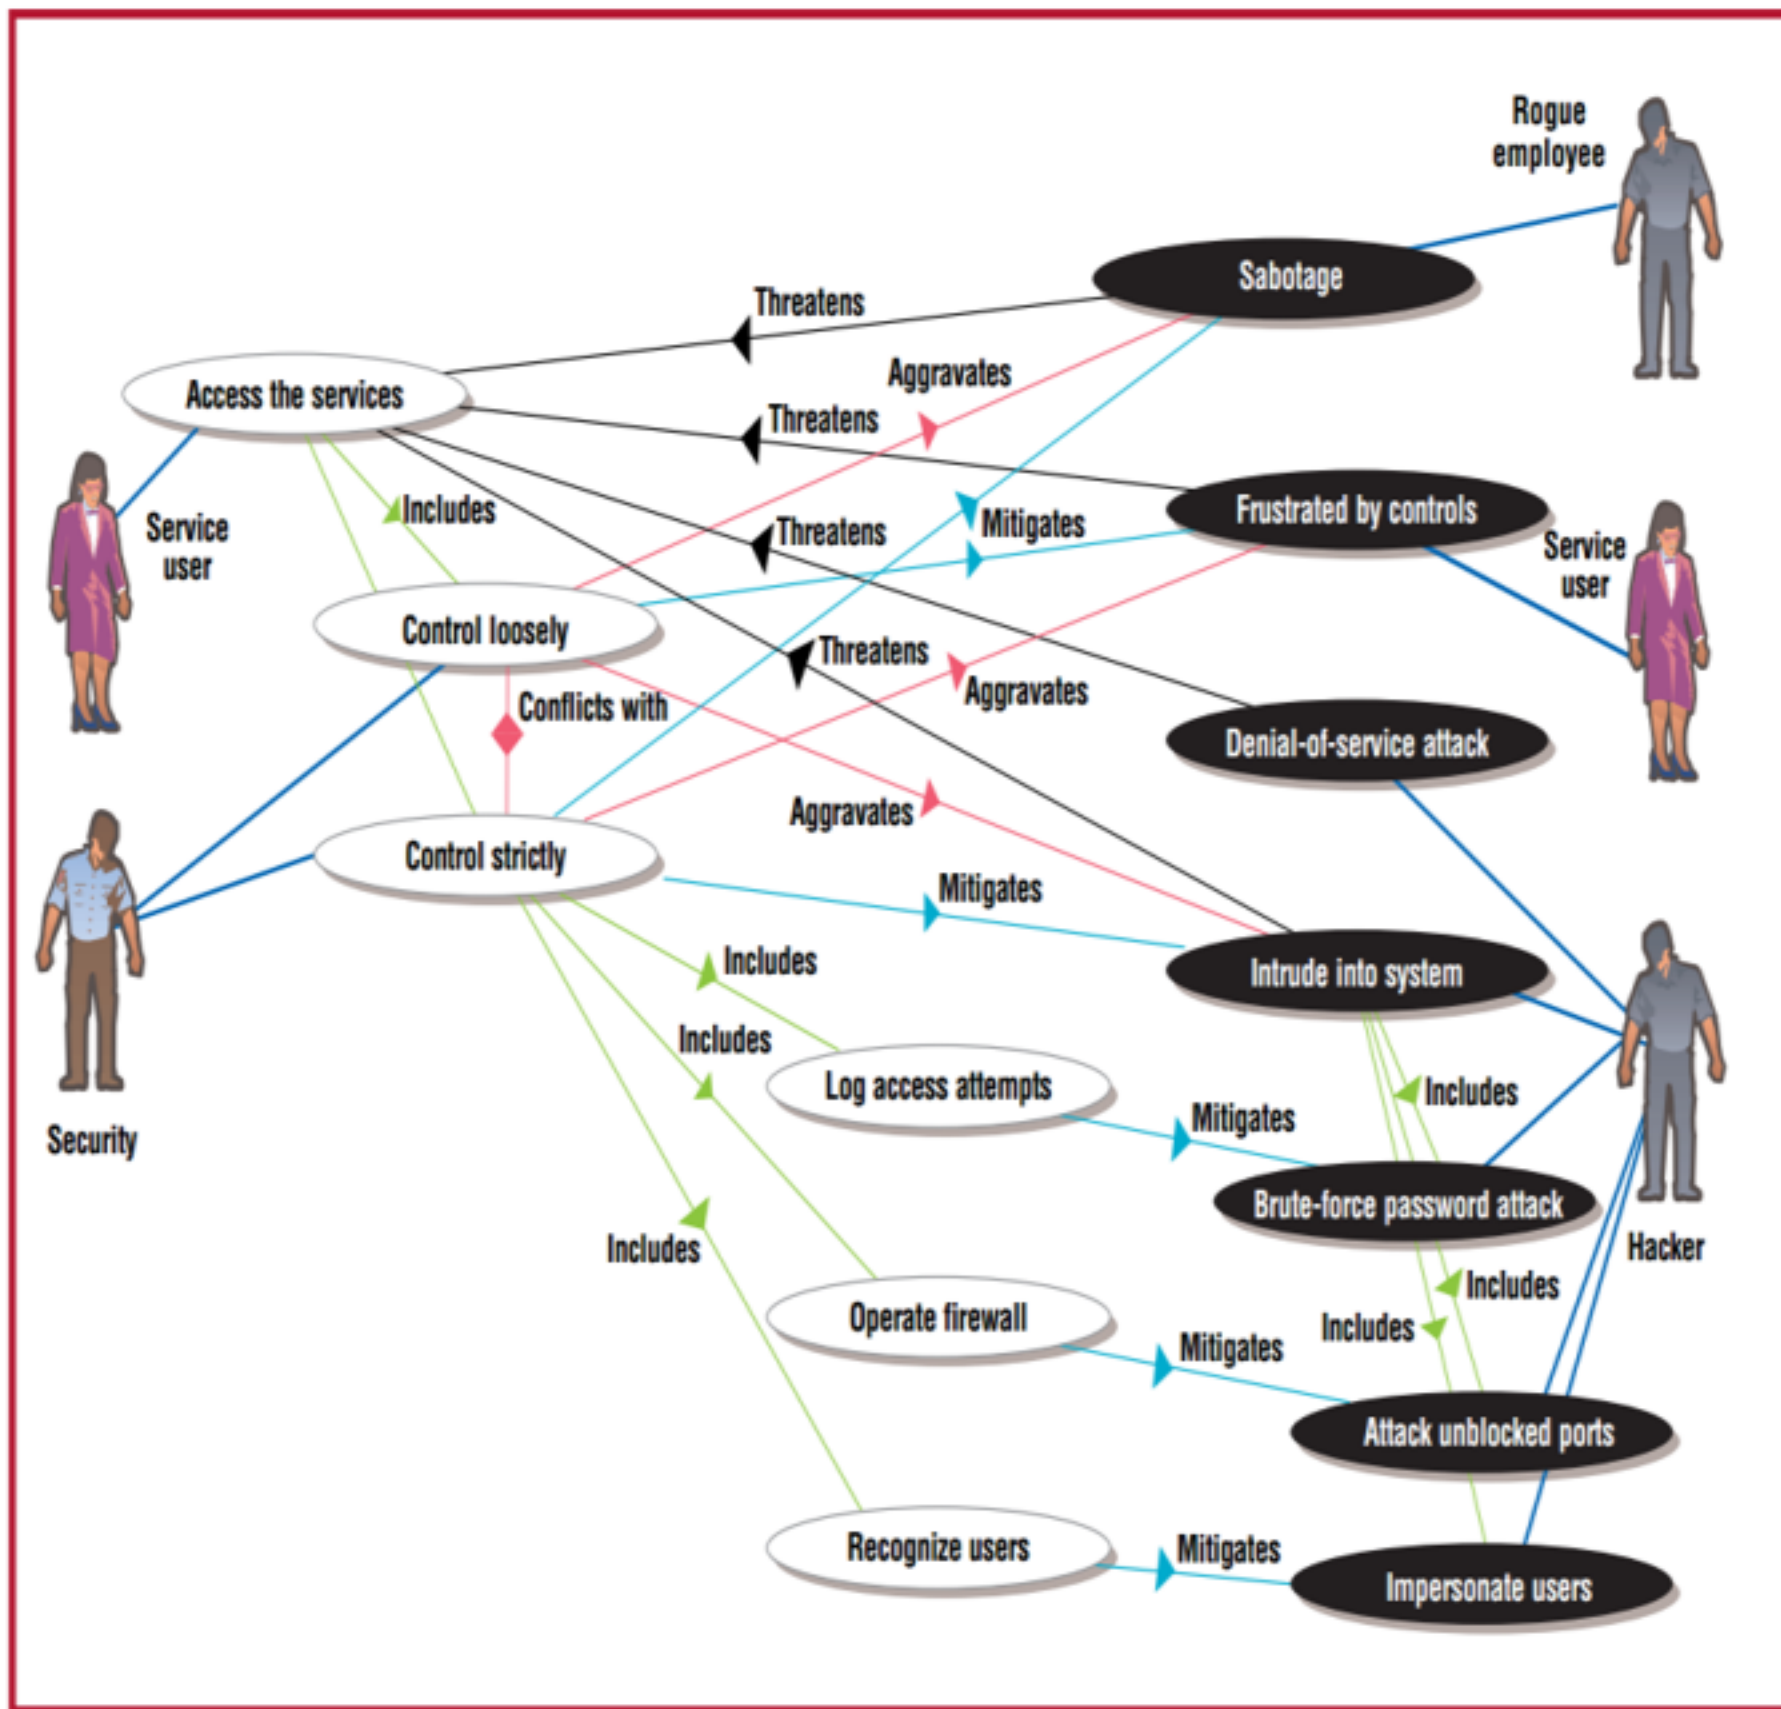 Rogue
employee
Sabotage
Threatens
Aggravates
Access the services
Threatens
Includes
Mitigates
Frustrated by controls
Service
user
Threatens
Service
user
Control loosely
Threatens
Aggravates
Conflicts with
Denial-of-service attack
Aggravates
Control strictly
Mitigates
Includes
Intrude into system
Includes
Log access attempts
Includes
Mitigates
Security
Brute-force password attack
Includes
Hacker
Includes
Operate firewall
Includes
Mitigates
Attack unblocked ports
Recognize users
Mitigates
Impersonate users